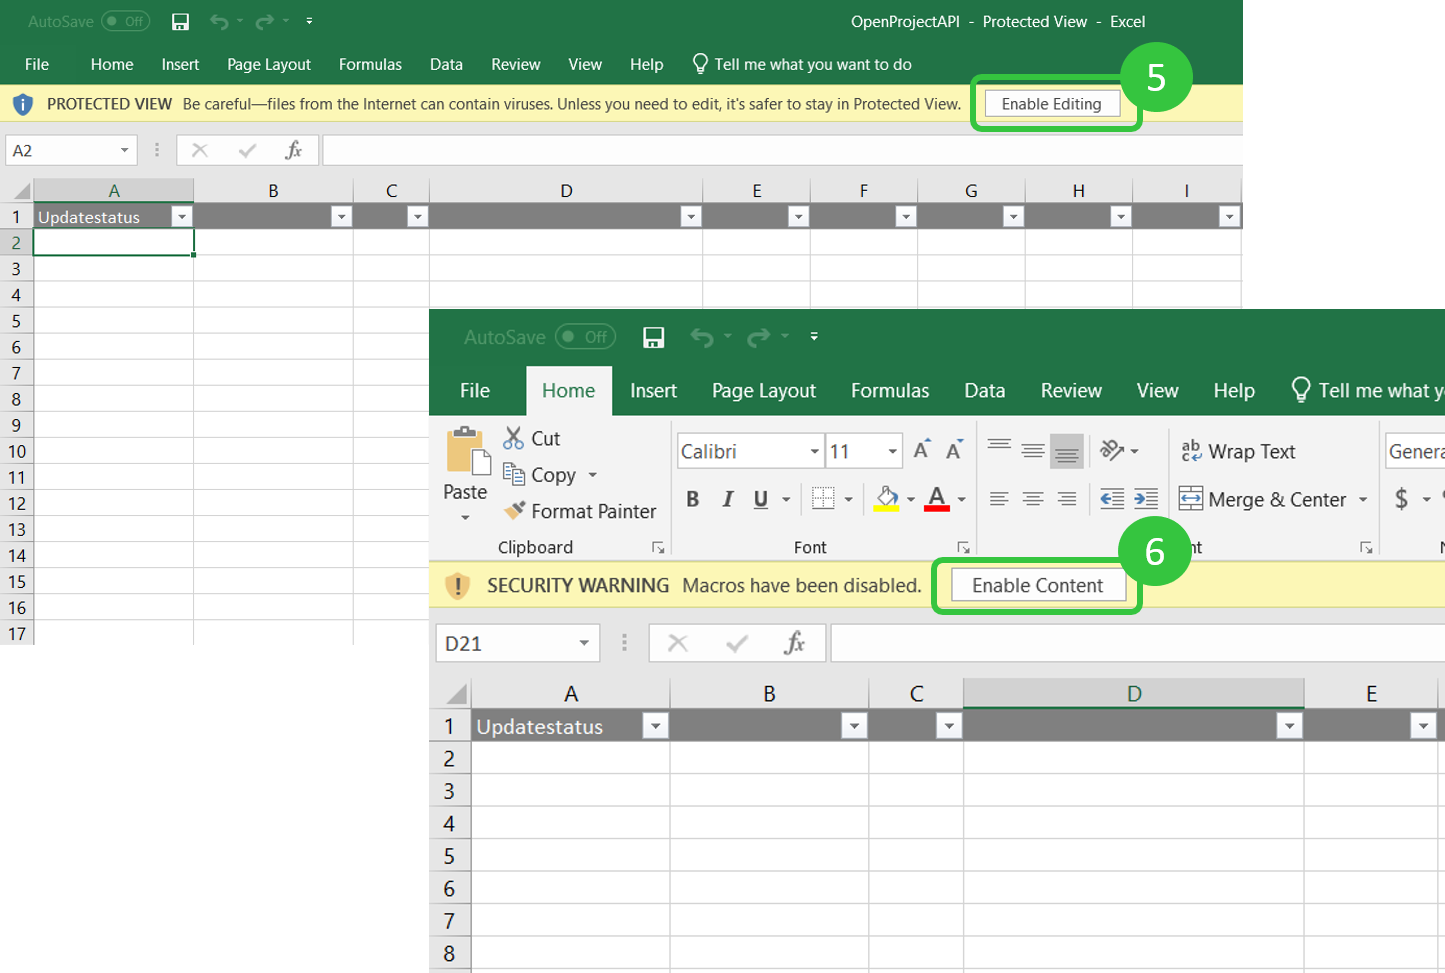 AutoSave Off
OpenProjectAPI - Protected View - Excel
File Home Insert Page Layout Formulas Data Review View Help Tell me what you want to do
5
PROTECTED VIEW Be careful—files from the Internet can contain viruses. Unless you need to edit, it's safer to stay in Protected View. Enable Editing
A2 fx
A B C D E F G H I
1 Updatestatus
2
3
4
5
6
7
8
9
10
11
12
13
14
15
16
17
AutoSave Off
File Home Insert Page Layout Formulas Data Review View Help Tell me what y
Cut
Calibri 11 A A ab Wrap Text Genera
Copy
Paste
B I U A Merge & Center $
Format Painter
Clipboard Font nt
6
SECURITY WARNING Macros have been disabled. Enable Content
D21 fx
A B C D E
1 Updatestatus
2
3
4
5
6
7
8